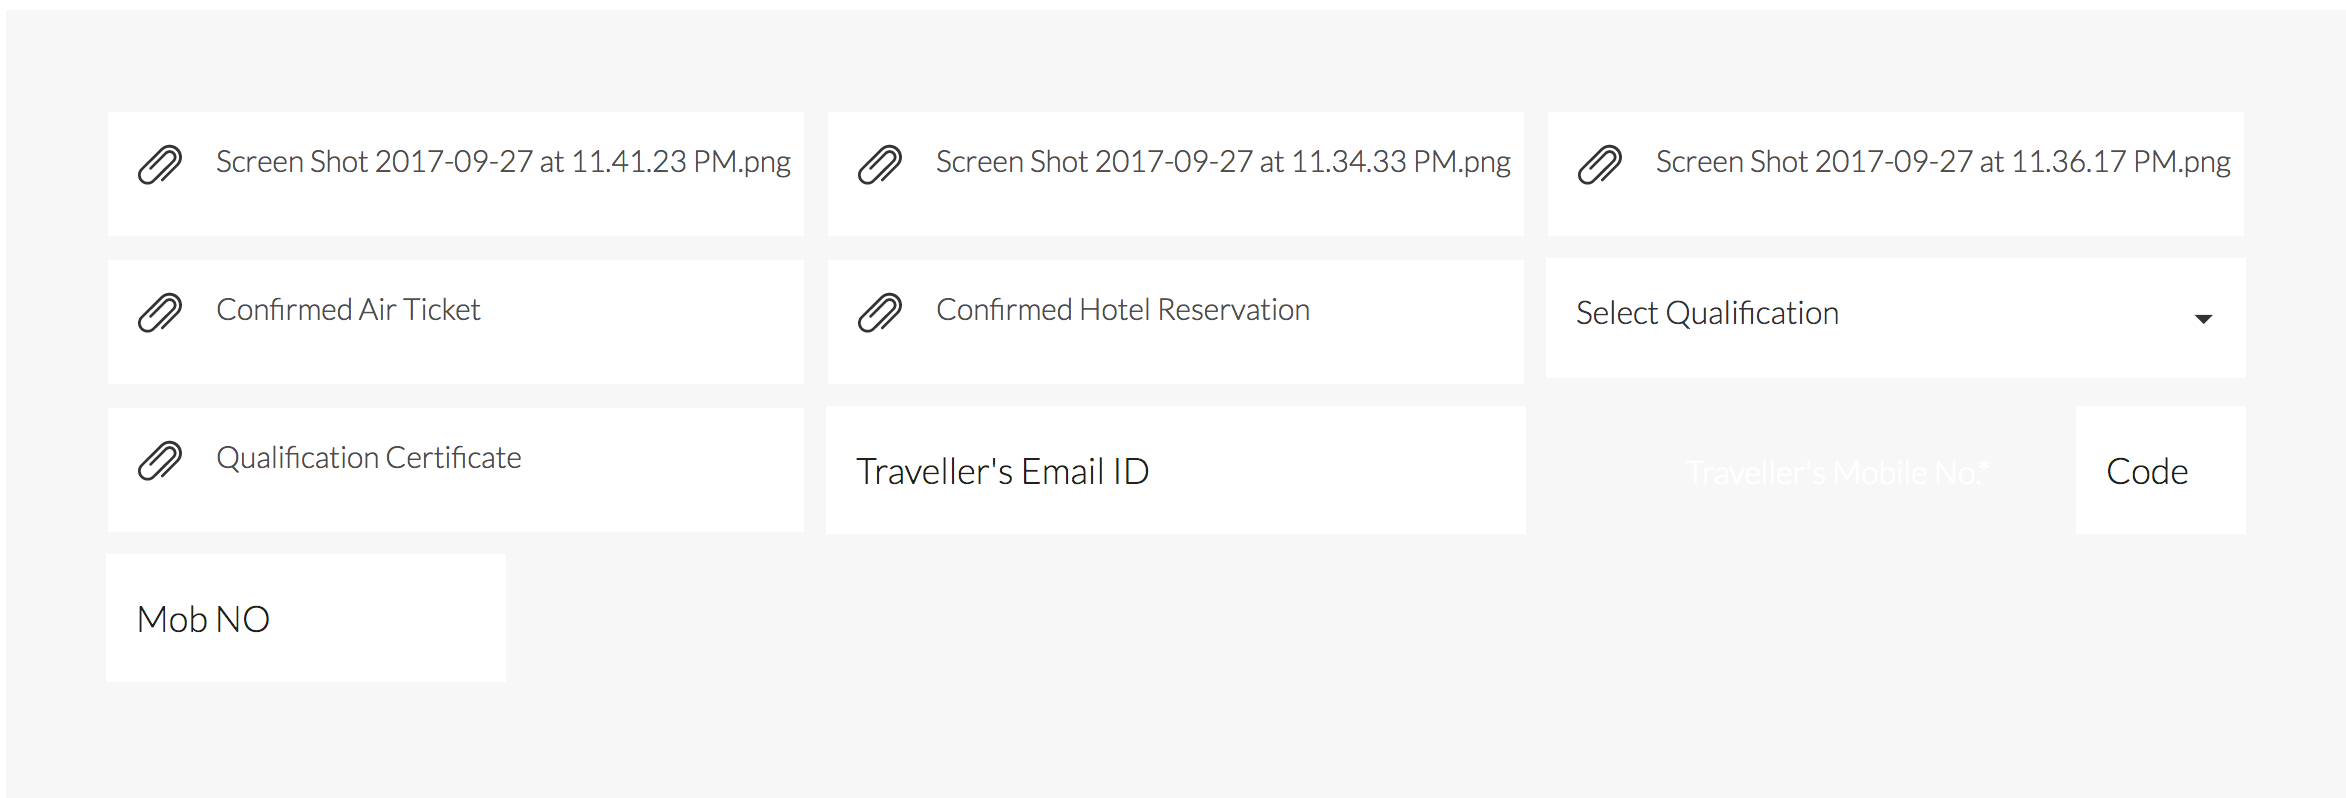 Screen Shot 2017-09-27 at 11.41.23 PM.png
Screen Shot 2017-09-27 at 11.34.33 PM.png
Screen Shot 2017-09-27 at 11.36.17 PM.png
Confirmed Air Ticket
Confirmed Hotel Reservation
Select Qualification
Qualification Certificate
Traveller's Email ID
Traveller's Mobile No.*
Code
Mob NO